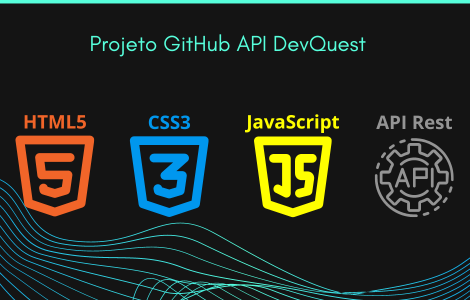 Projeto GitHub API DevQuest
HTML5 CSS3 JavaScript API Rest
5 3 JS API